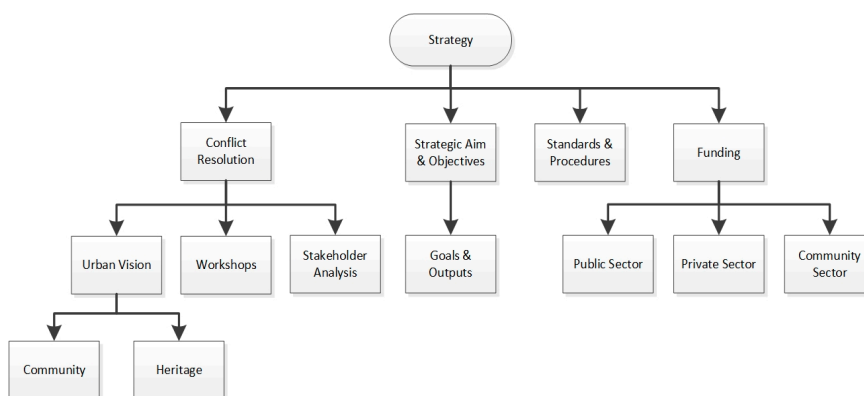 Strategy
Conflict
Resolution
Strategic Aim
& Objectives
Standards &
Procedures
Funding
Urban Vision
Workshops
Stakeholder
Analysis
Goals &
Outputs
Public Sector
Private Sector
Community
Sector
Community
Heritage